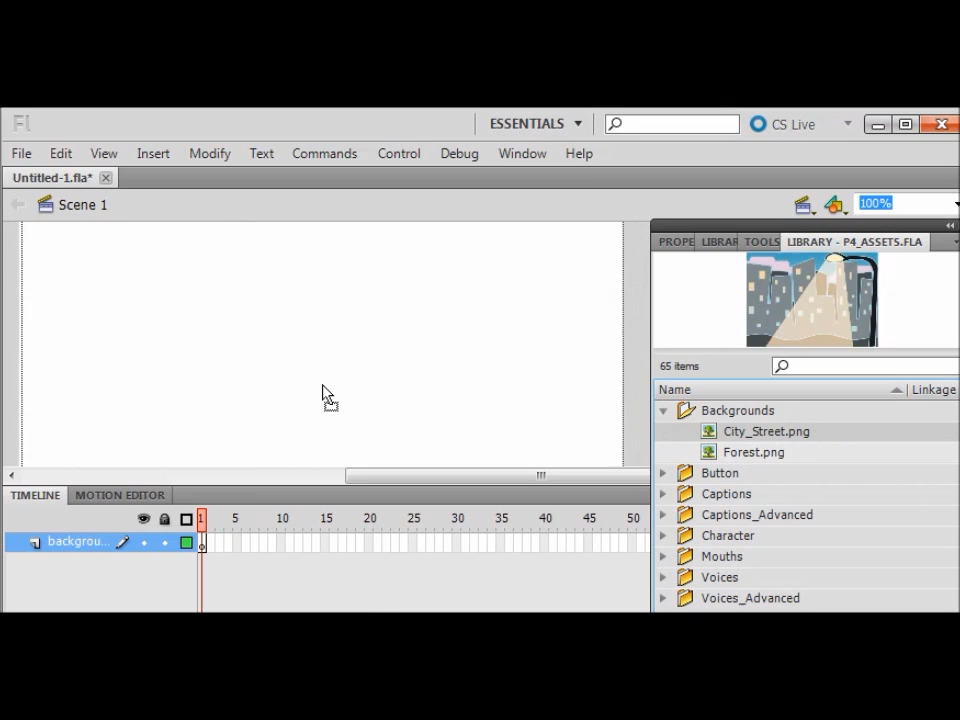 Fl ESSENTIALS CS Live
File Edit View Insert Modify Text Commands Control Debug Window Help
Untitled-1.fla*
Scene 1 100%
PROPE LIBRAR TOOLS LIBRARY - P4_ASSETS.FLA
65 items
Name Linkage
Backgrounds
City_Street.png
Forest.png
Button
Captions
Captions_Advanced
Character
Mouths
Voices
Voices_Advanced
TIMELINE MOTION EDITOR
1 5 10 15 20 25 30 35 40 45 50
backgrou...